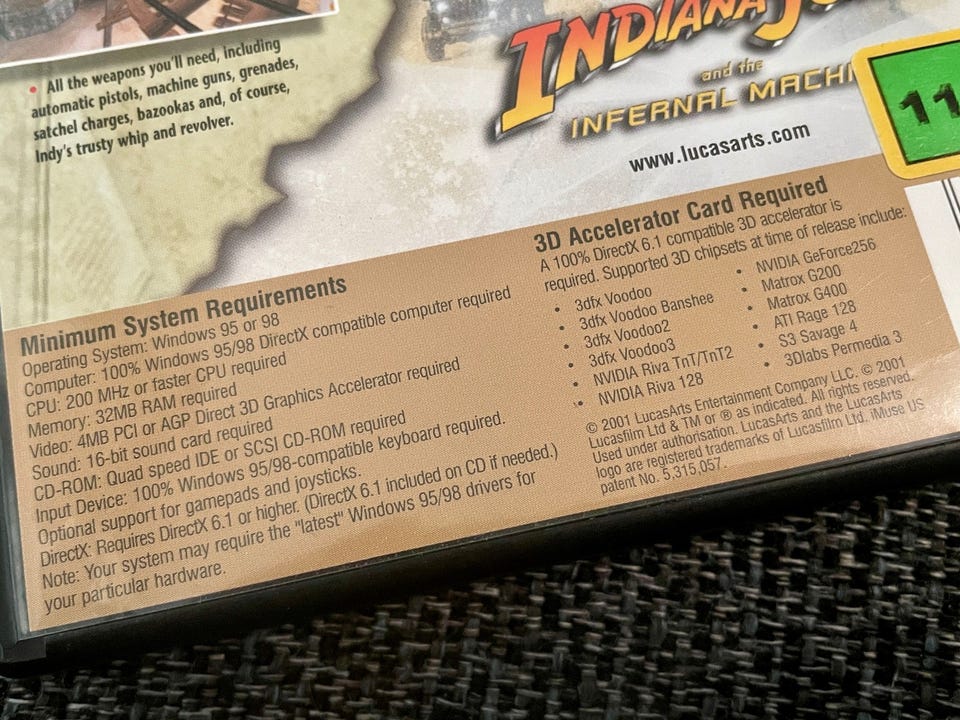 • All the weapons you'll need, including
automatic pistols, machine guns, grenades,
satchel charges, bazookas and, of course,
Indy's trusty whip and revolver.
INDIANA
and the
INFERNAL
www.lucasarts.com
11
Minimum System Requirements
Operating System: Windows 95 or 98
Computer: 100% Windows 95/98 DirectX compatible computer required
CPU: 200 MHz or faster CPU required
Memory: 32MB RAM required
Video: 4MB PCI or AGP Direct 3D Graphics Accelerator required
Sound: 16-bit sound card required
CD-ROM: Quad speed IDE or SCSI CD-ROM required
Input Device: 100% Windows 95/98-compatible keyboard required.
Optional support for gamepads and joysticks.
DirectX: Requires DirectX 6.1 or higher. (DirectX 6.1 included on CD if needed.)
Note: Your system may require the "latest" Windows 95/98 drivers for
your particular hardware.
3D Accelerator Card Required
A 100% DirectX 6.1 compatible 3D accelerator is
required. Supported 3D chipsets at time of release include:
• 3dfx Voodoo
• 3dfx Voodoo Banshee
• 3dfx Voodoo2
• 3dfx Voodoo3
• NVIDIA Riva TnT/TnT2
• NVIDIA Riva 128
• NVIDIA GeForce256
• Matrox G200
• Matrox G400
• ATI Rage 128
• S3 Savage 4
• 3Dlabs Permedia 3
© 2001 LucasArts Entertainment Company LLC. © 2001
Lucasfilm Ltd & TM or ® as indicated. All rights reserved.
Used under authorisation. LucasArts and the LucasArts
logo are registered trademarks of Lucasfilm Ltd. iMuse US
patent No. 5,315,057.